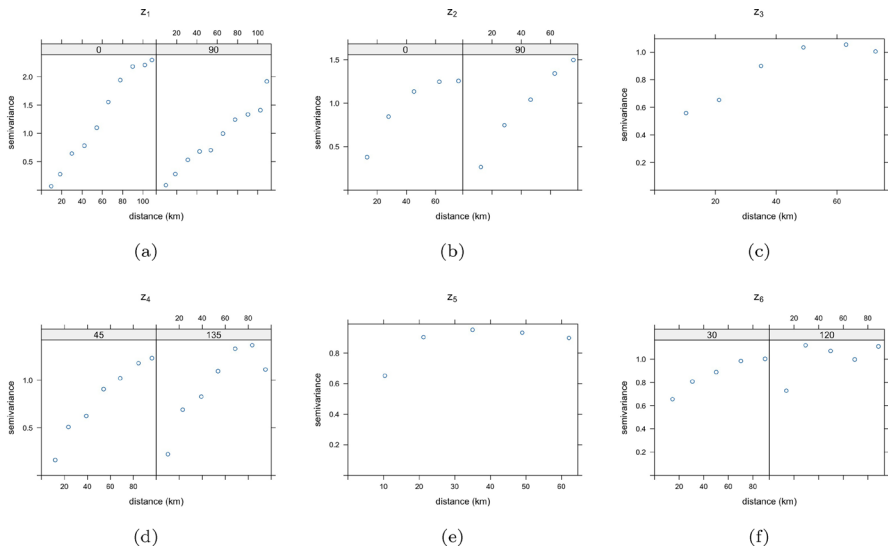 z₁
20 40 60 80 100
0 90
semivariance
2.0
1.5
1.0
0.5
20 40 60 80 100
distance (km)
(a)
z₂
20 40 60
0 90
semivariance
1.5
1.0
0.5
20 40 60
distance (km)
(b)
z₃
semivariance
1.0
0.8
0.6
0.4
0.2
20 40 60
distance (km)
(c)
z₄
20 40 60 80
45 135
semivariance
1.0
0.5
20 40 60 80
distance (km)
(d)
z₅
semivariance
0.8
0.6
0.4
0.2
10 20 30 40 50 60
distance (km)
(e)
z₆
20 40 60 80
30 120
semivariance
1.0
0.8
0.6
0.4
0.2
20 40 60 80
distance (km)
(f)